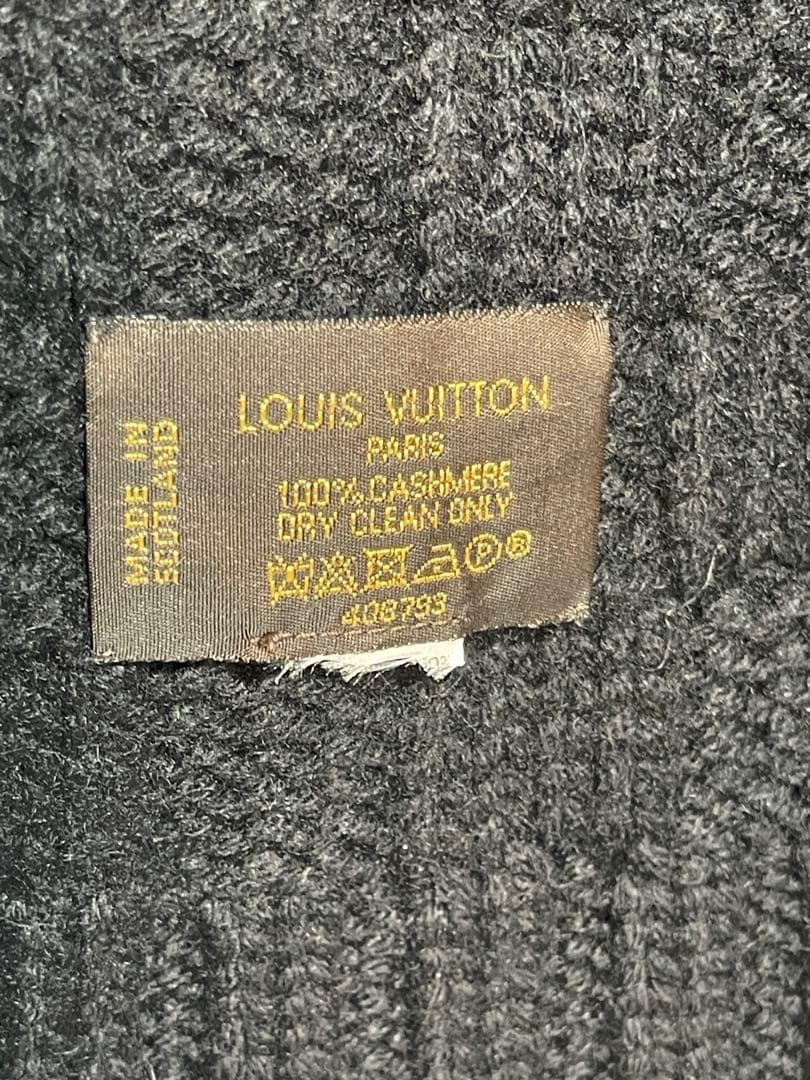 LOUIS VUITTON
PARIS
100% CASHMERE
DRY CLEAN ONLY
P ®
408793
MADE IN
SCOTLAND